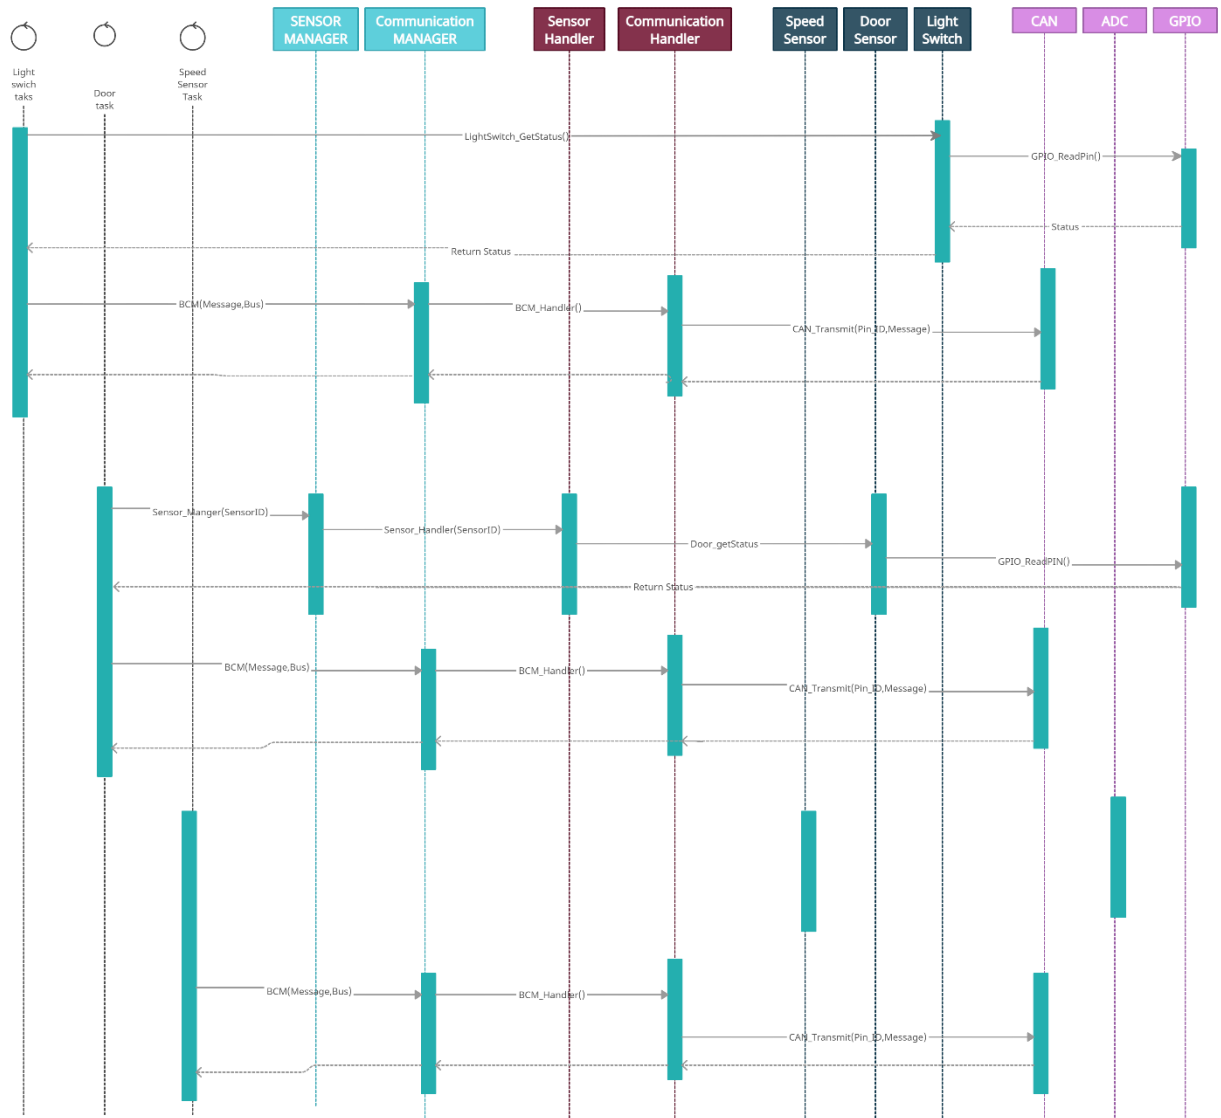 SENSOR
MANAGER
Communication
MANAGER
Sensor
Handler
Communication
Handler
Speed
Sensor
Door
Sensor
Light
Switch
CAN
ADC
GPIO
Light
swich
taks
Door
task
Speed
Sensor
Task
LightSwitch_GetStatus()
GPIO_ReadPin()
Status
Return Status
BCM(Message,Bus)
BCM_Handler()
CAN_Transmit(Pin_ID,Message)
Sensor_Manger(SensorID)
Sensor_Handler(SensorID)
Door_getStatus
GPIO_ReadPIN()
Return Status
BCM(Message,Bus)
BCM_Handler()
CAN_Transmit(Pin_ID,Message)
BCM(Message,Bus)
BCM_Handler()
CAN_Transmit(Pin_ID,Message)